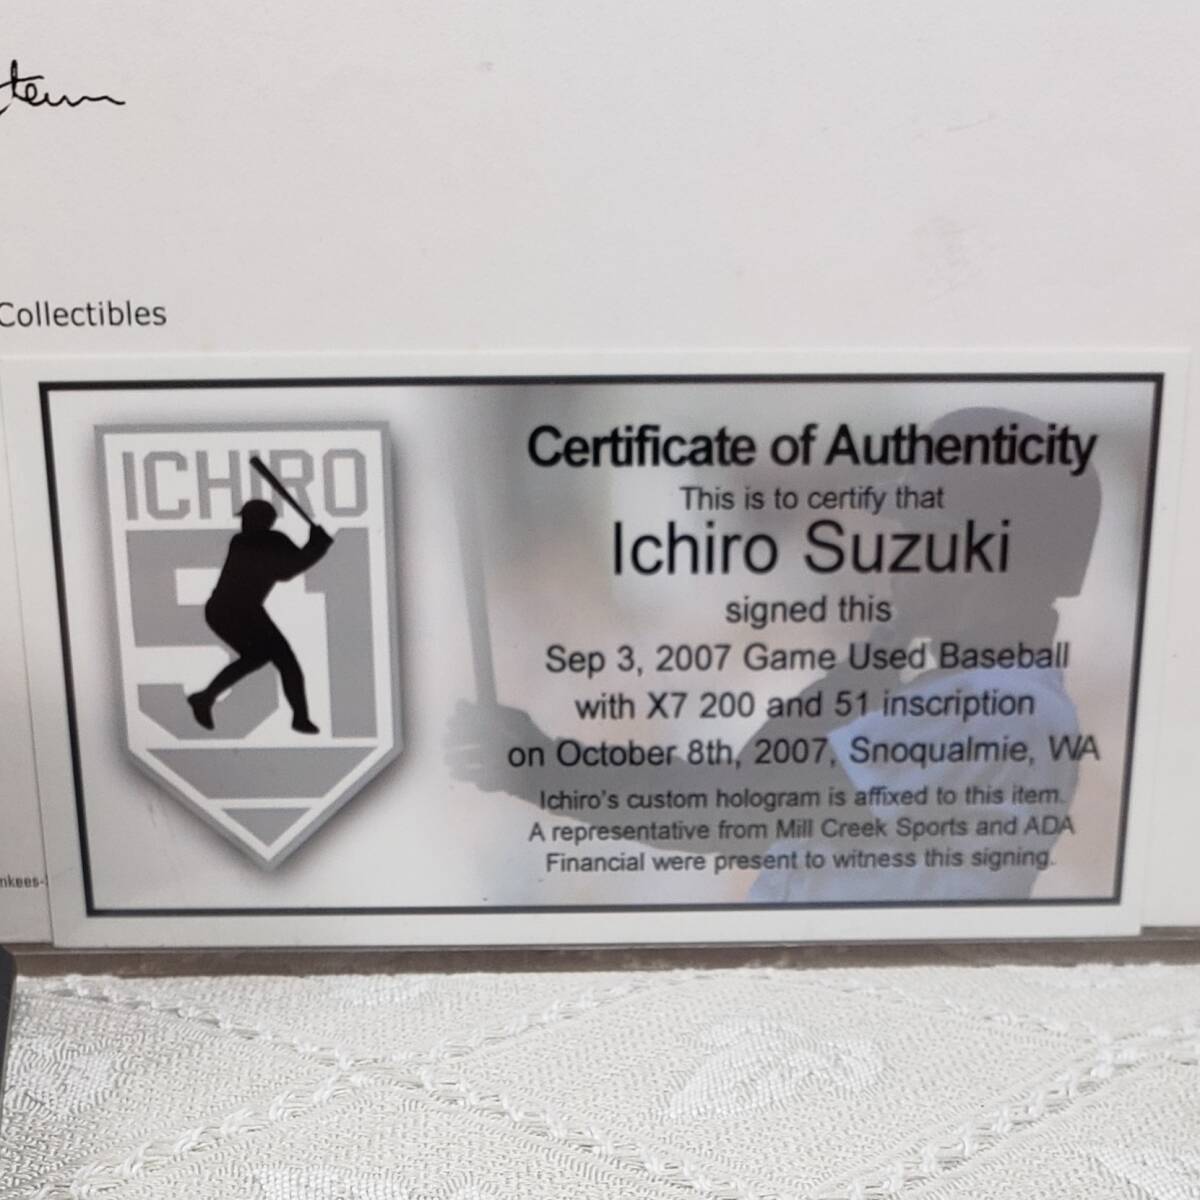 Collectibles
ICHIRO
51
Certificate of Authenticity
This is to certify that
Ichiro Suzuki
signed this
Sep 3, 2007 Game Used Baseball
with X7 200 and 51 inscription
on October 8th, 2007, Snoqualmie, WA
Ichiro's custom hologram is affixed to this item.
A representative from Mill Creek Sports and ADA
Financial were present to witness this signing.
nkees-